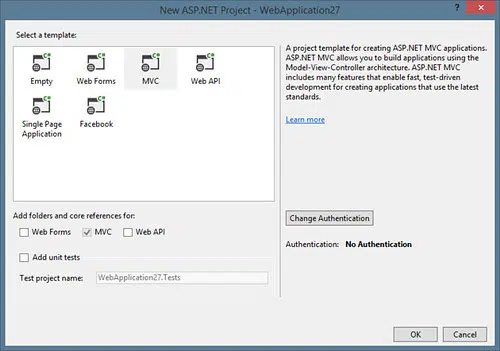 New ASP.NET Project - WebApplication27
Select a template:
Empty
Web Forms
MVC
Web API
Single Page
Application
Facebook
A project template for creating ASP.NET MVC applications.
ASP.NET MVC allows you to build applications using the
Model-View-Controller architecture. ASP.NET MVC
includes many features that enable fast, test-driven
development for creating applications that use the latest
standards.
Learn more
Add folders and core references for:
Web Forms
MVC
Web API
Add unit tests
Test project name:
WebApplication27.Tests
Change Authentication
Authentication: No Authentication
OK
Cancel